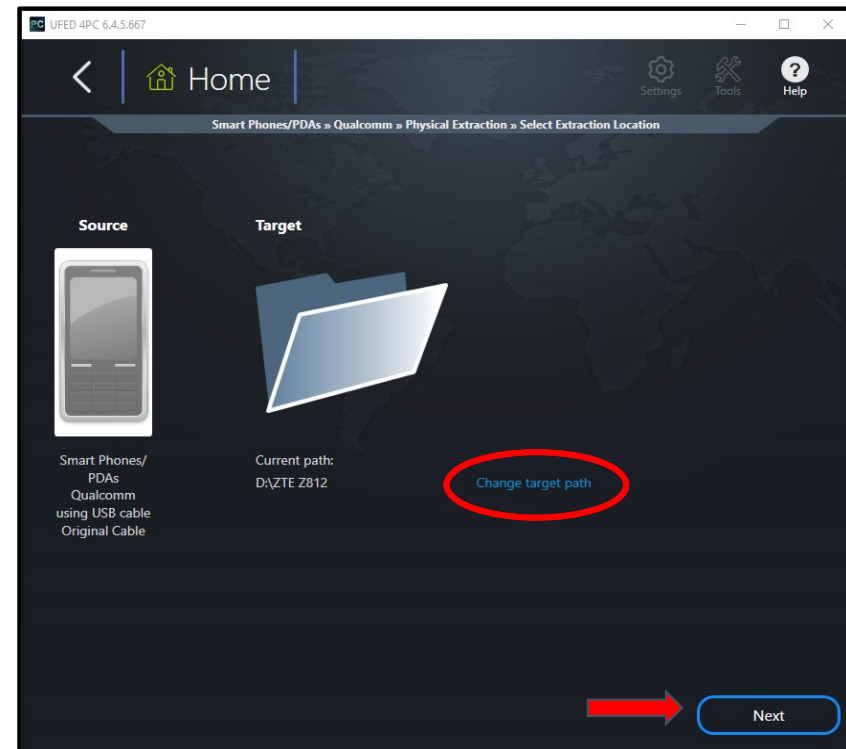 PC UFED 4PC 6.4.5.667
Home
Settings
Tools
?
Help
Smart Phones/PDAs » Qualcomm » Physical Extraction » Select Extraction Location
Source
Target
Smart Phones/
PDAs
Qualcomm
using USB cable
Original Cable
Current path:
D:\ZTE Z812
Change target path
Next